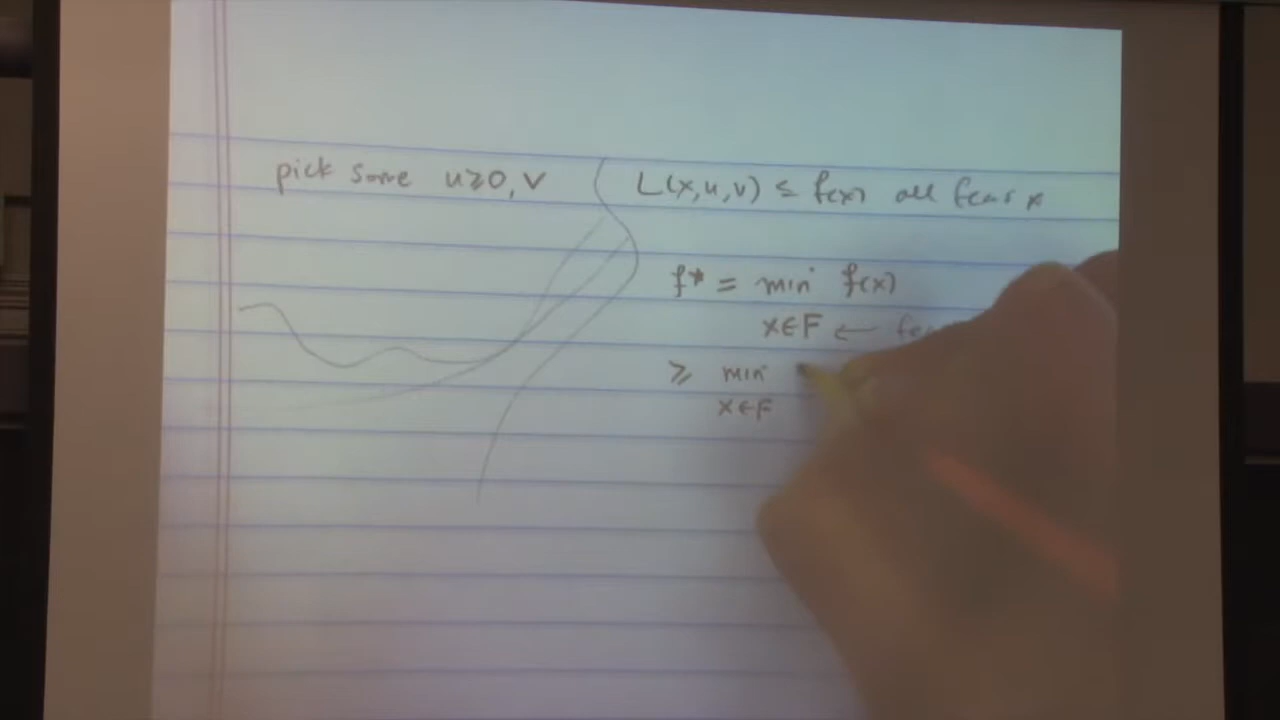 pick some u≥0, v
L(x,u,v) ≤ f(x) all feas x
f* = min f(x)
x∈F ←
≥ min
x∈F